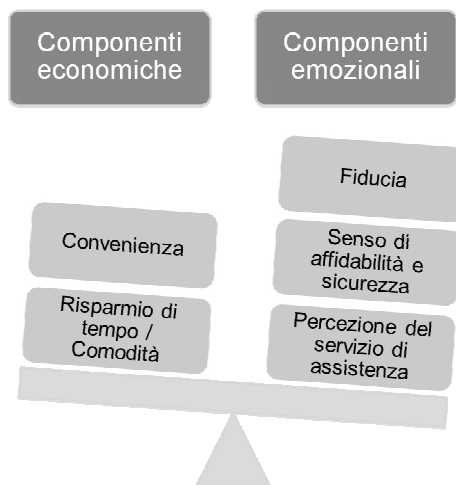 Componenti
economiche
Componenti
emozionali
Convenienza
Risparmio di
tempo /
Comodità
Fiducia
Senso di
affidabilità e
sicurezza
Percezione del
servizio di
assistenza